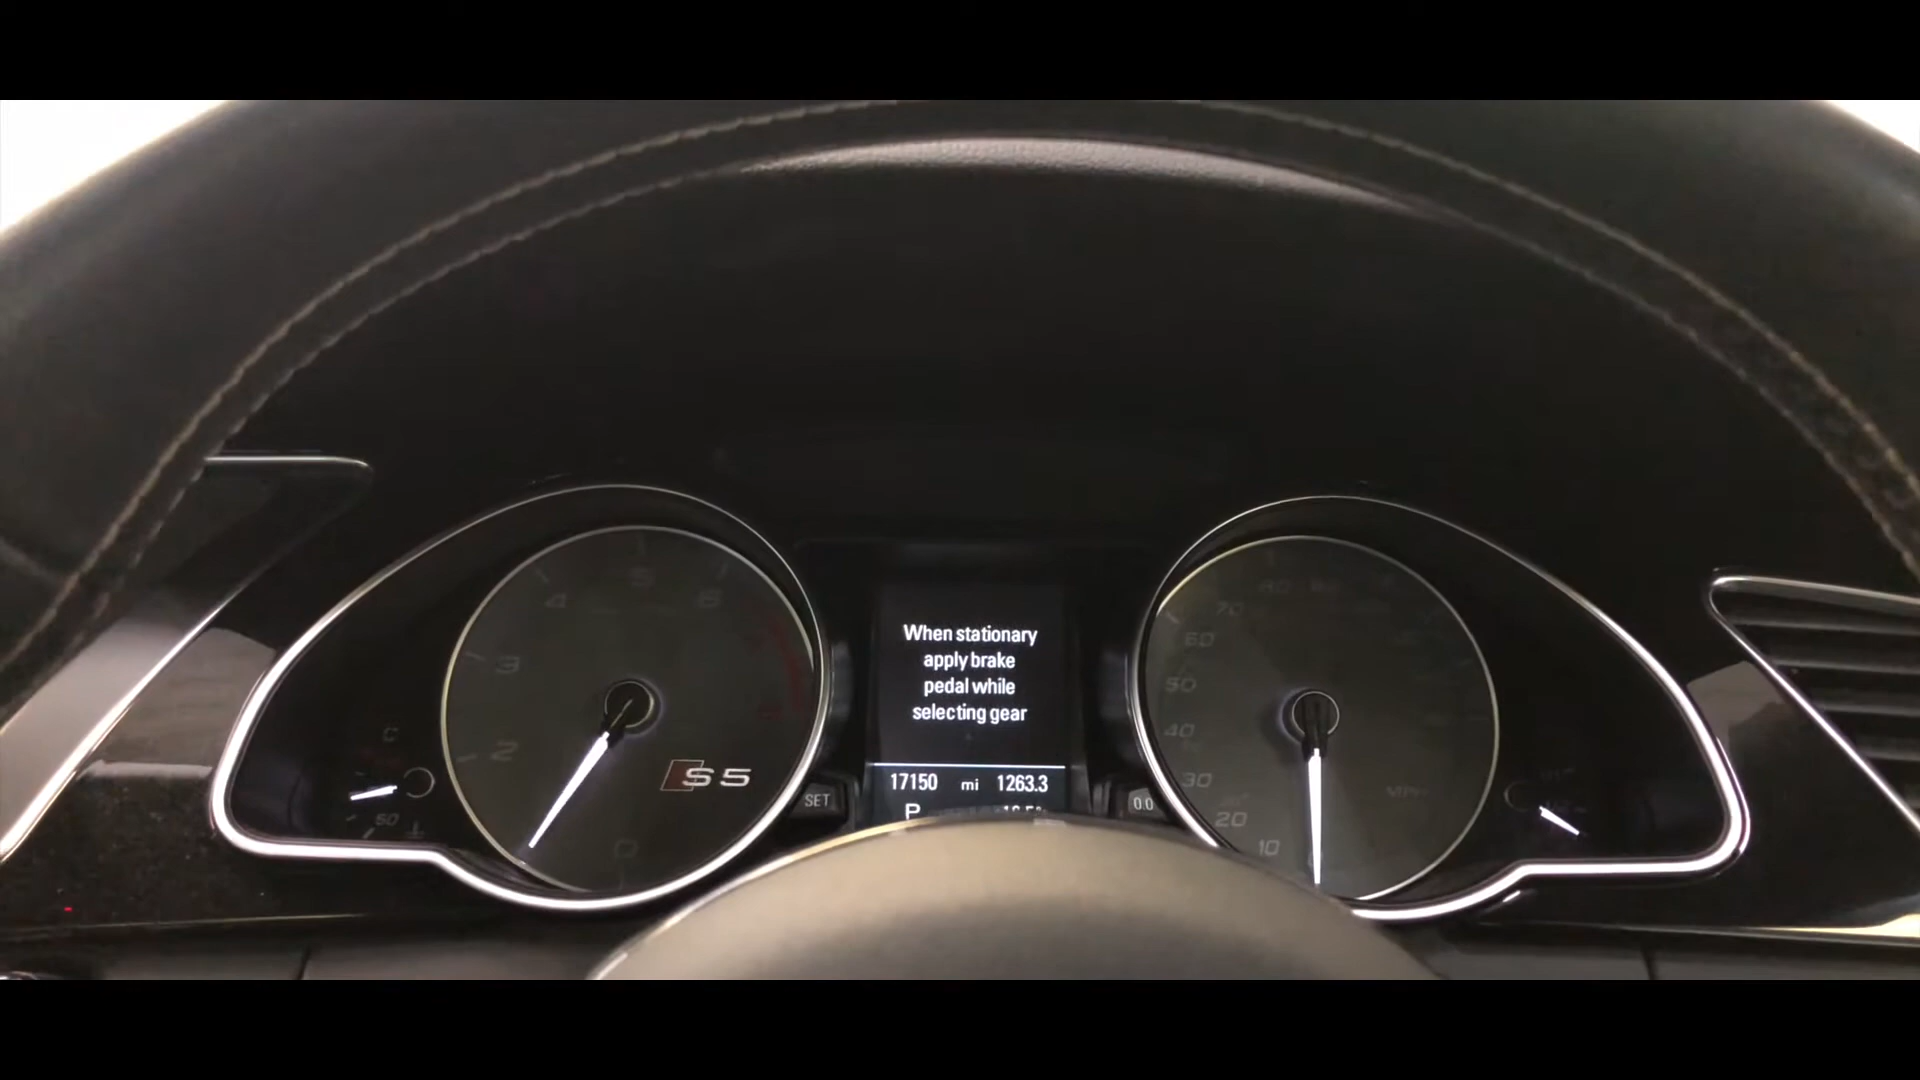 When stationary
apply brake
pedal while
selecting gear
17150 mi 1263.3
P
SET
0.0
S5
C
50
0
2
3
4
5
6
10
20
30
40
50
60
70
80
MPH